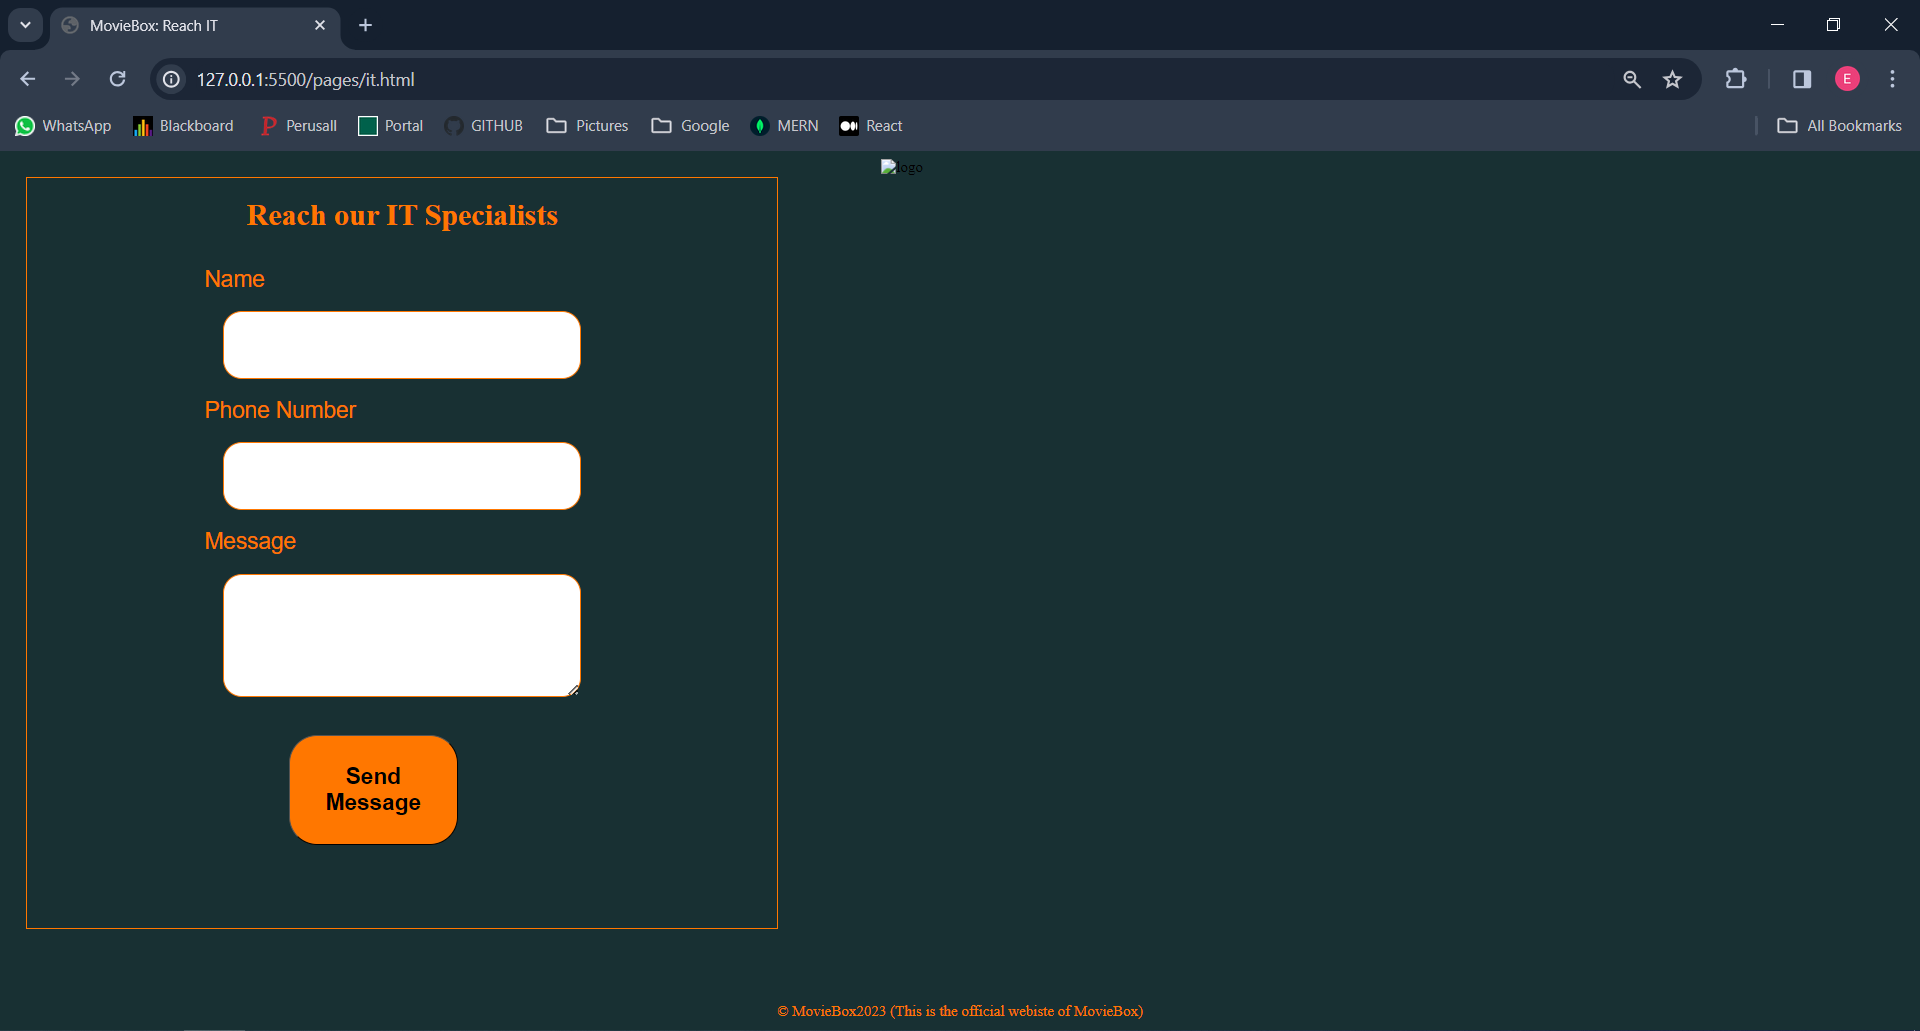 MovieBox: Reach IT
127.0.0.1:5500/pages/it.html
E
WhatsApp
Blackboard
Perusall
Portal
GITHUB
Pictures
Google
MERN
React
All Bookmarks
logo
Reach our IT Specialists
Name
Phone Number
Message
Send
Message
© MovieBox2023 (This is the official webiste of MovieBox)